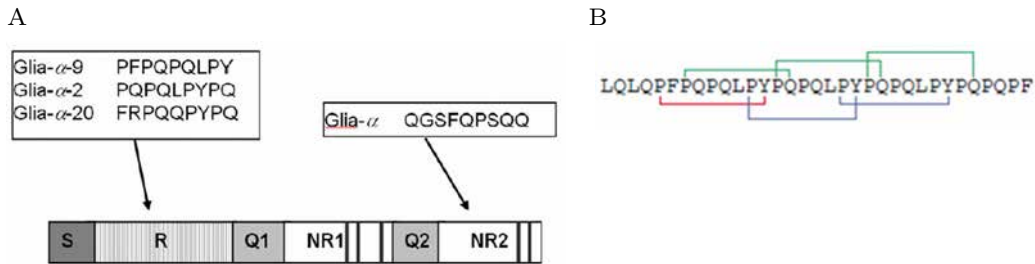 A
Glia-α-9 PFPQPQLPY
Glia-α-2 PQPQLPYPQ
Glia-α-20 FRPQQPYPQ
Glia-α QGSFQPSQQ
S R Q1 NR1 Q2 NR2
B
LQLQPFPQPQLPYPQPQLPYPQPQLPYPQPQPF